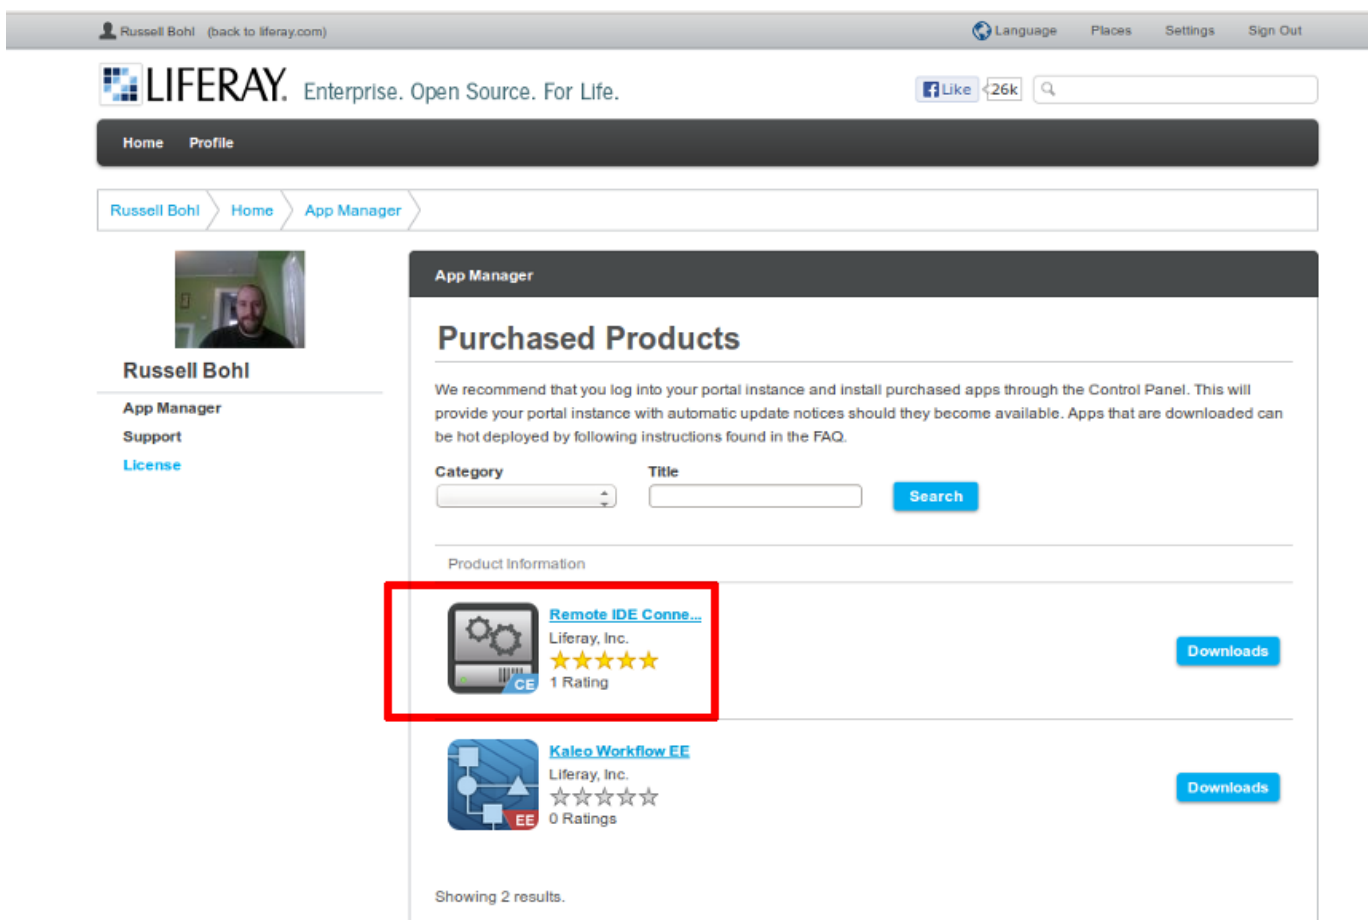 Russell Bohl (back to liferay.com) Language Places Settings Sign Out
LIFERAY. Enterprise. Open Source. For Life.
Like 26k
Home Profile
Russell Bohl Home App Manager
Russell Bohl
App Manager
Support
License
App Manager
Purchased Products
We recommend that you log into your portal instance and install purchased apps through the Control Panel. This will
provide your portal instance with automatic update notices should they become available. Apps that are downloaded can
be hot deployed by following instructions found in the FAQ.
Category Title
Search
Product Information
Remote IDE Conne...
Liferay, Inc.
CE
1 Rating
Downloads
Kaleo Workflow EE
Liferay, Inc.
EE
0 Ratings
Downloads
Showing 2 results.